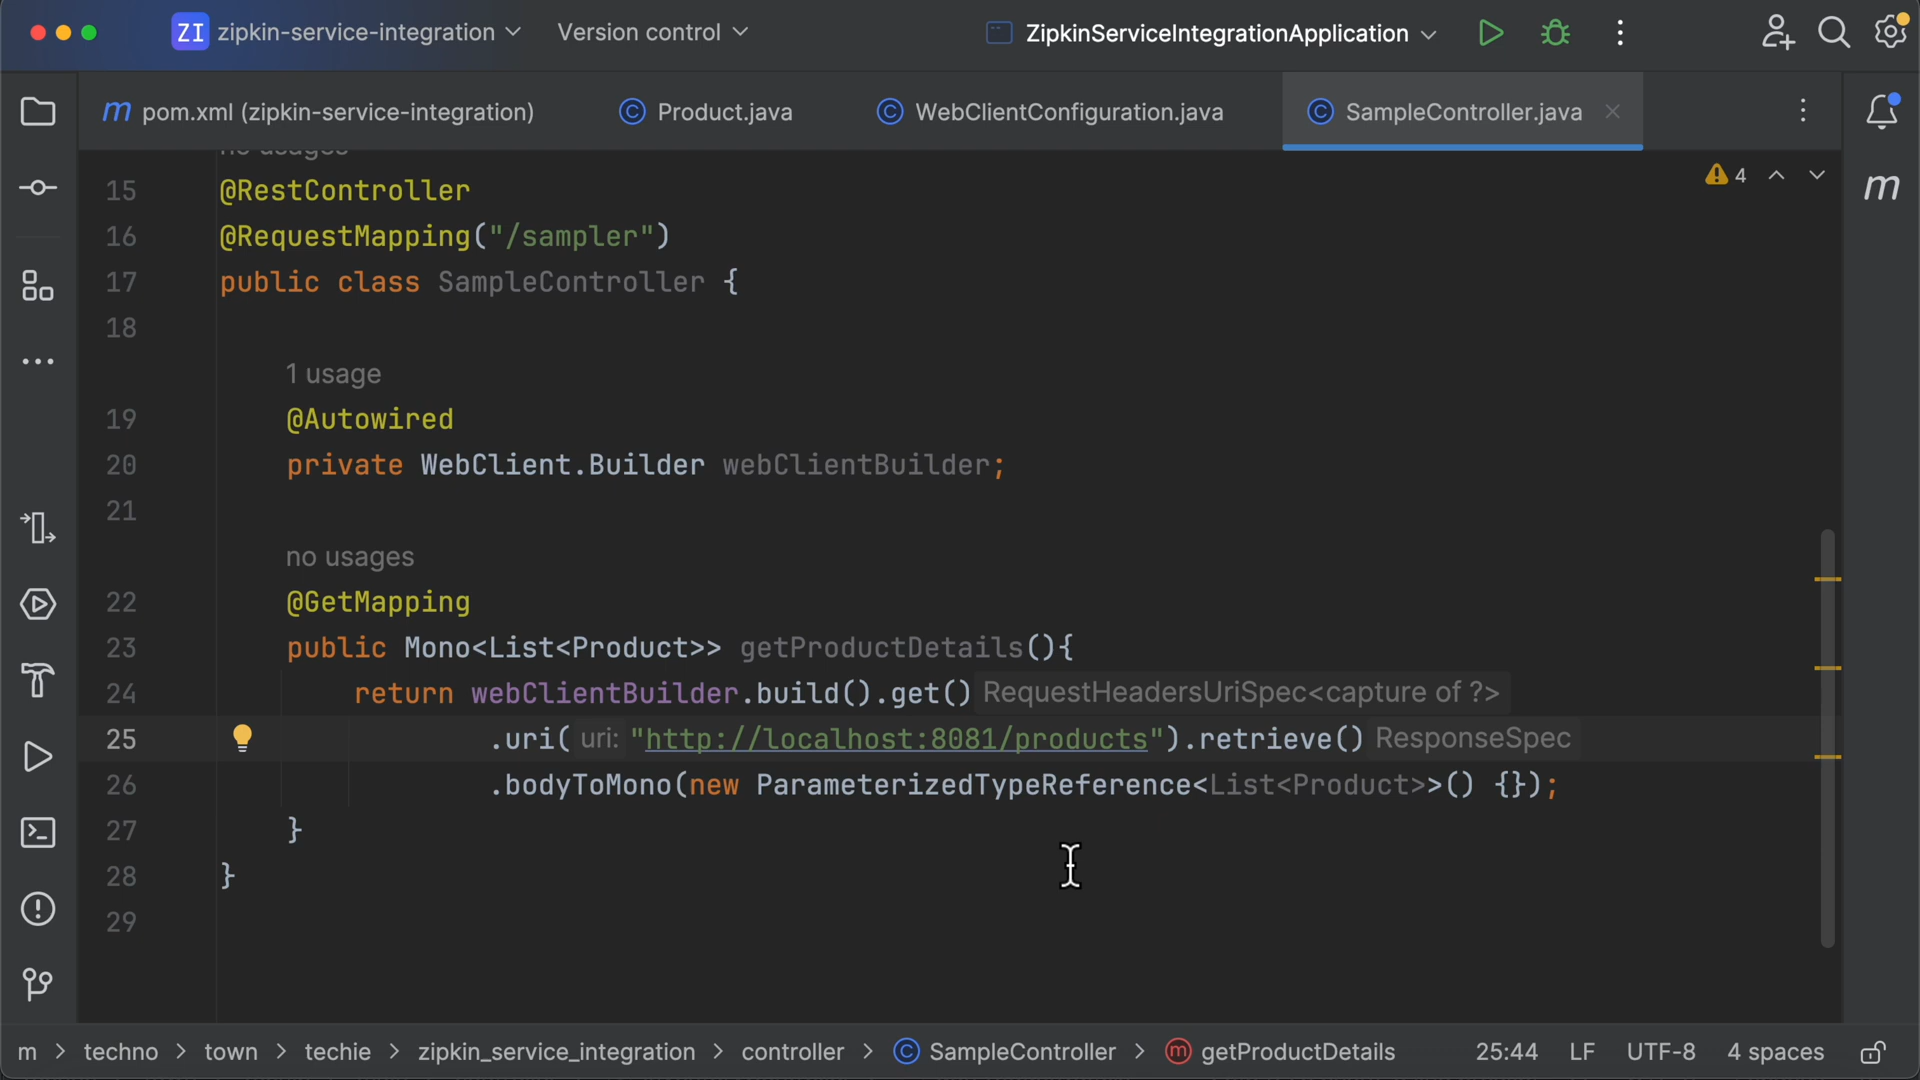 ZI zipkin-service-integration Version control ZipkinServiceIntegrationApplication
m pom.xml (zipkin-service-integration) C Product.java C WebClientConfiguration.java C SampleController.java
no usages
4
m
15 @RestController
16 @RequestMapping("/sampler")
17 public class SampleController {
18
1 usage
19 @Autowired
20 private WebClient.Builder webClientBuilder;
21
no usages
22 @GetMapping
23 public Mono<List<Product>> getProductDetails(){
24 return webClientBuilder.build().get() RequestHeadersUriSpec<capture of ?>
25 .uri( uri: "http://localhost:8081/products").retrieve() ResponseSpec
26 .bodyToMono(new ParameterizedTypeReference<List<Product>>() {});
27 }
28 }
29
m > techno > town > techie > zipkin_service_integration > controller > C SampleController > m getProductDetails 25:44 LF UTF-8 4 spaces